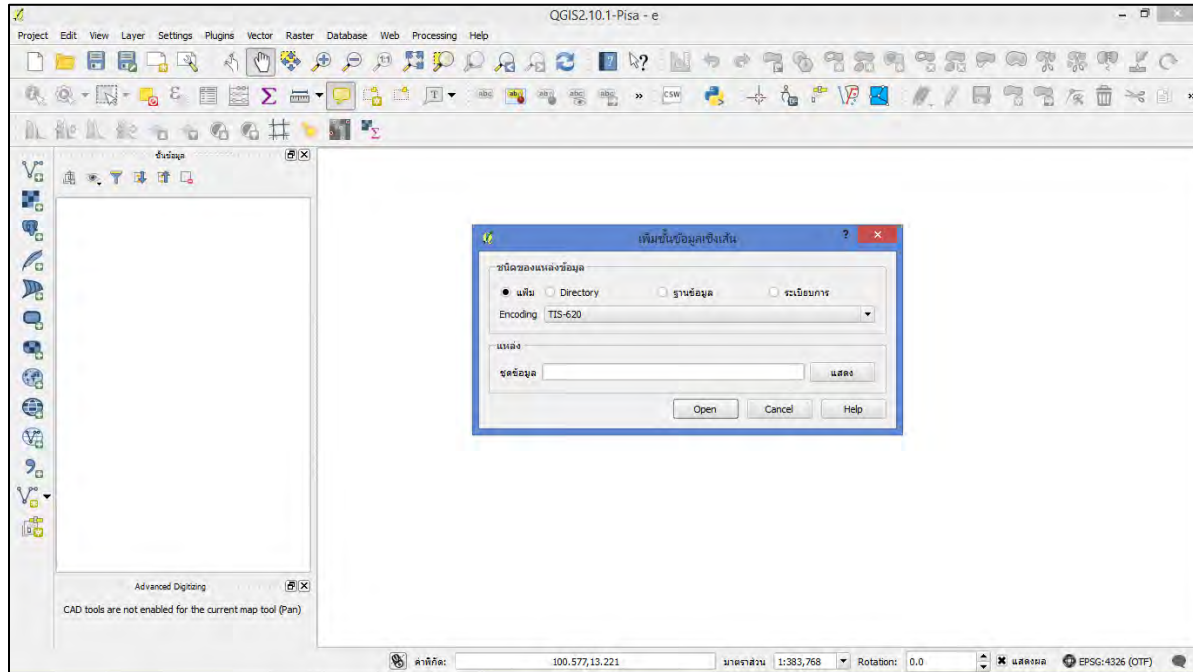 QGIS2.10.1-Pisa - e
Project Edit View Layer Settings Plugins Vector Raster Database Web Processing Help
CSW
ชั้นข้อมูล
เพิ่มชั้นข้อมูลเชิงเส้น
ชนิดของแหล่งข้อมูล
แฟ้ม Directory ฐานข้อมูล ระเบียบการ
Encoding TIS-620
แหล่ง
ชุดข้อมูล แสดง
Open Cancel Help
Advanced Digitizing
CAD tools are not enabled for the current map tool (Pan)
ค่าพิกัด: 100.577,13.221 มาตราส่วน 1:383,768 Rotation: 0.0 แสดงผล EPSG:4326 (OTF)